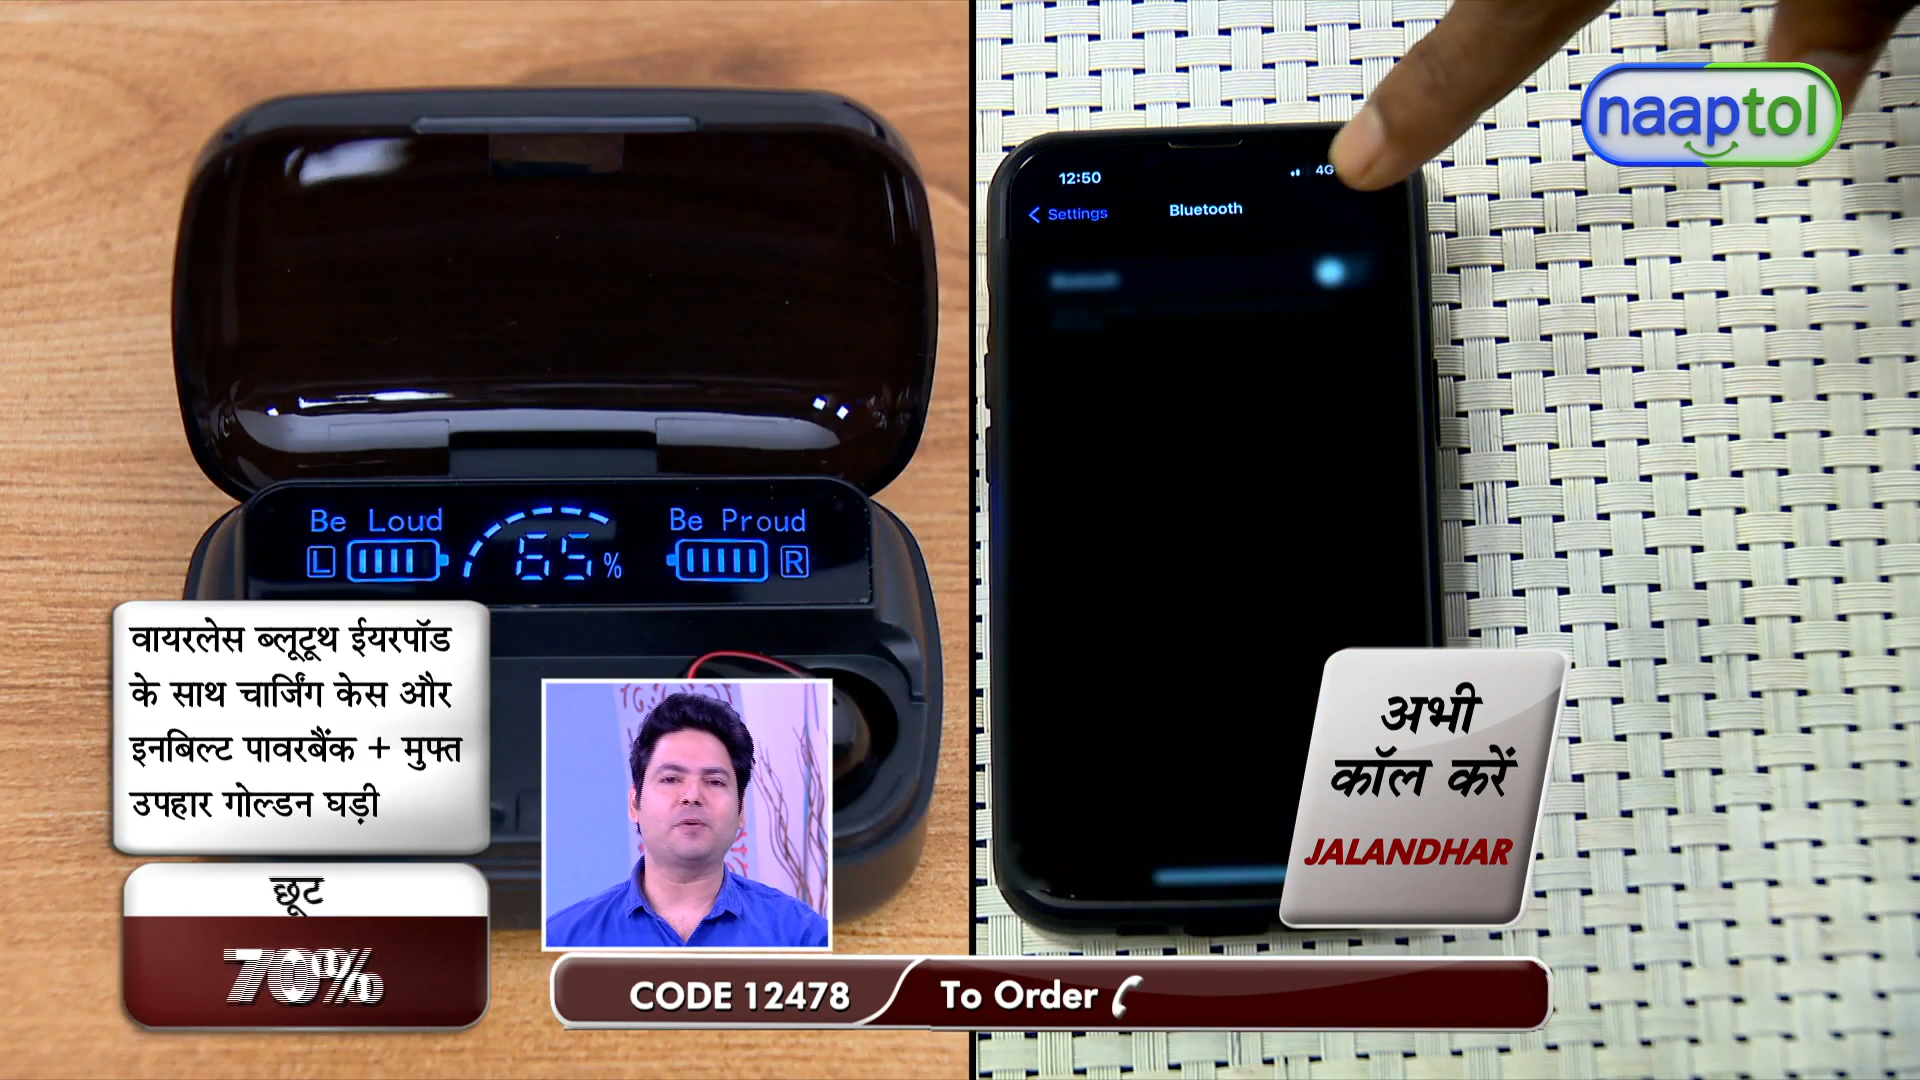 naaptol
12:50
4G
Settings
Bluetooth
Be Loud
Be Proud
L
65%
R
वायरलेस ब्लूटूथ ईयरपॉड
के साथ चार्जिंग केस और
इनबिल्ट पावरबैंक + मुफ्त
उपहार गोल्डन घड़ी
छूट
70%
अभी
कॉल करें
JALANDHAR
CODE 12478
To Order